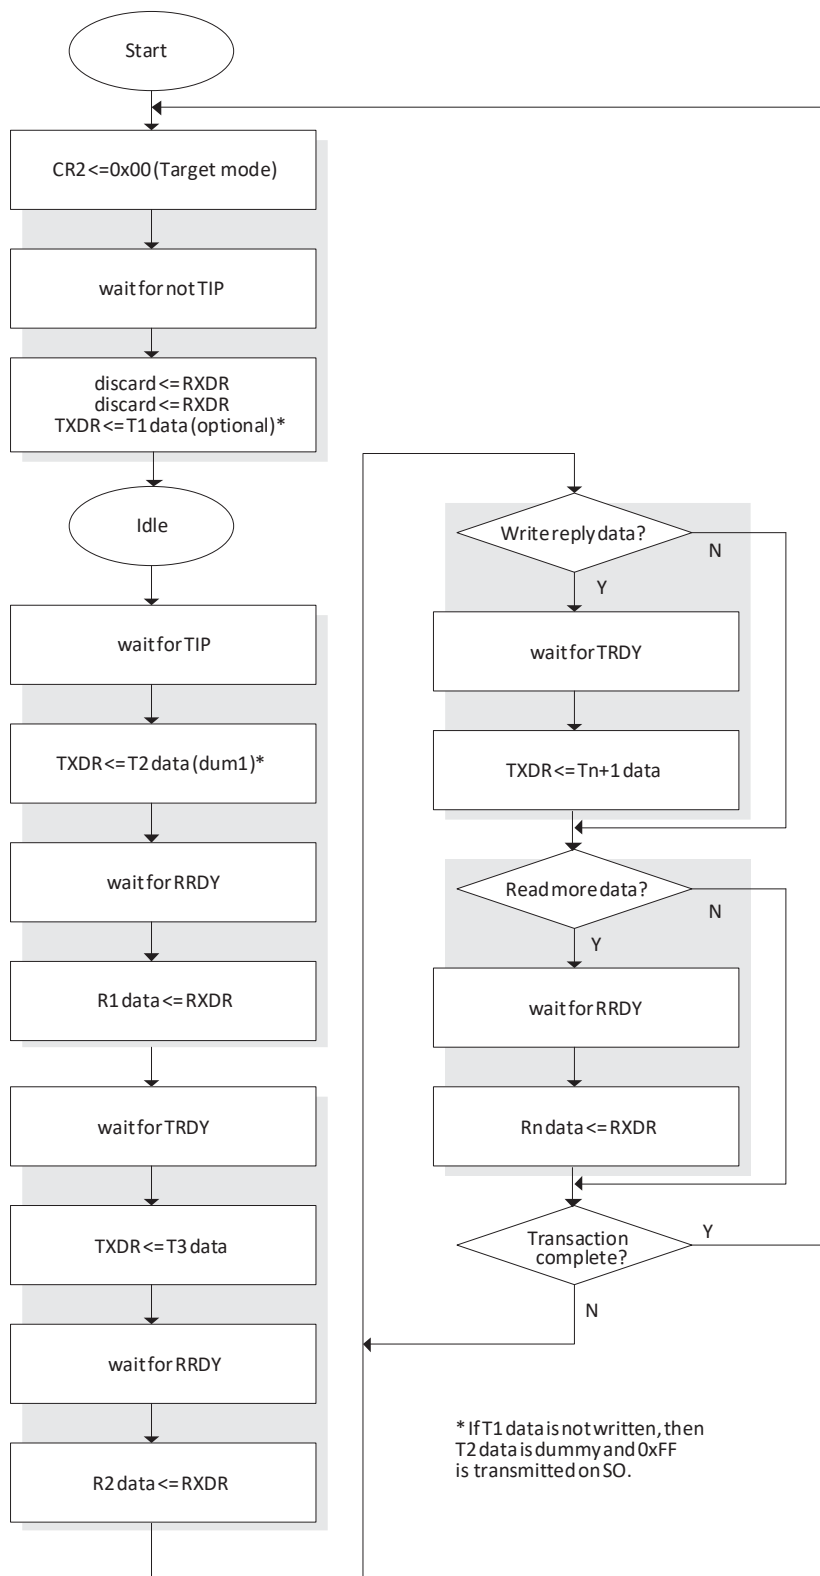 Start
CR2<=0x00 (Target mode)
wait for not TIP
discard <= RXDR
discard <= RXDR
TXDR <= T1 data (optional)*
Idle
wait for TIP
TXDR <= T2 data (dum1)*
wait for RRDY
R1 data <= RXDR
wait for TRDY
TXDR <= T3 data
wait for RRDY
R2 data <= RXDR
Write reply data?
N
Y
wait for TRDY
TXDR <= Tn+1 data
Read more data?
N
Y
wait for RRDY
Rn data <= RXDR
Transaction
complete?
Y
N
* If T1 data is not written, then
T2 data is dummy and 0xFF
is transmitted on SO.